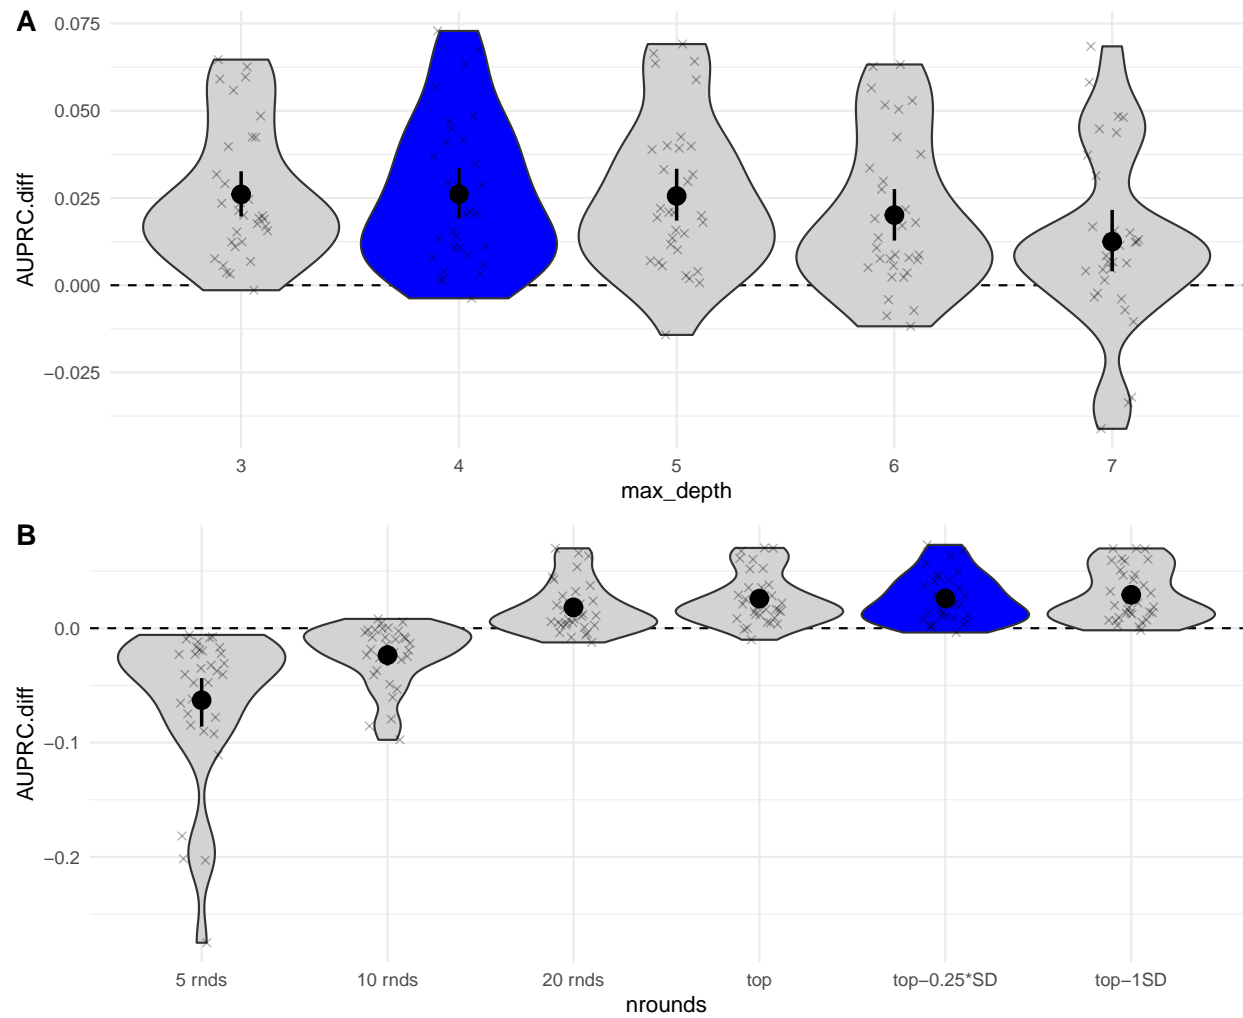 A
AUPRC.diff
0.075
0.050
0.025
0.000
−0.025
3 4 5 6 7
max_depth
B
AUPRC.diff
0.0
−0.1
−0.2
5 rnds 10 rnds 20 rnds top top−0.25*SD top−1SD
nrounds